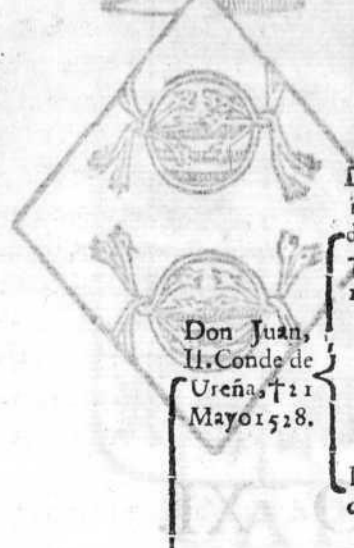 Don Juan,
II. Conde de
Ureña, † 21
Mayo 1528.